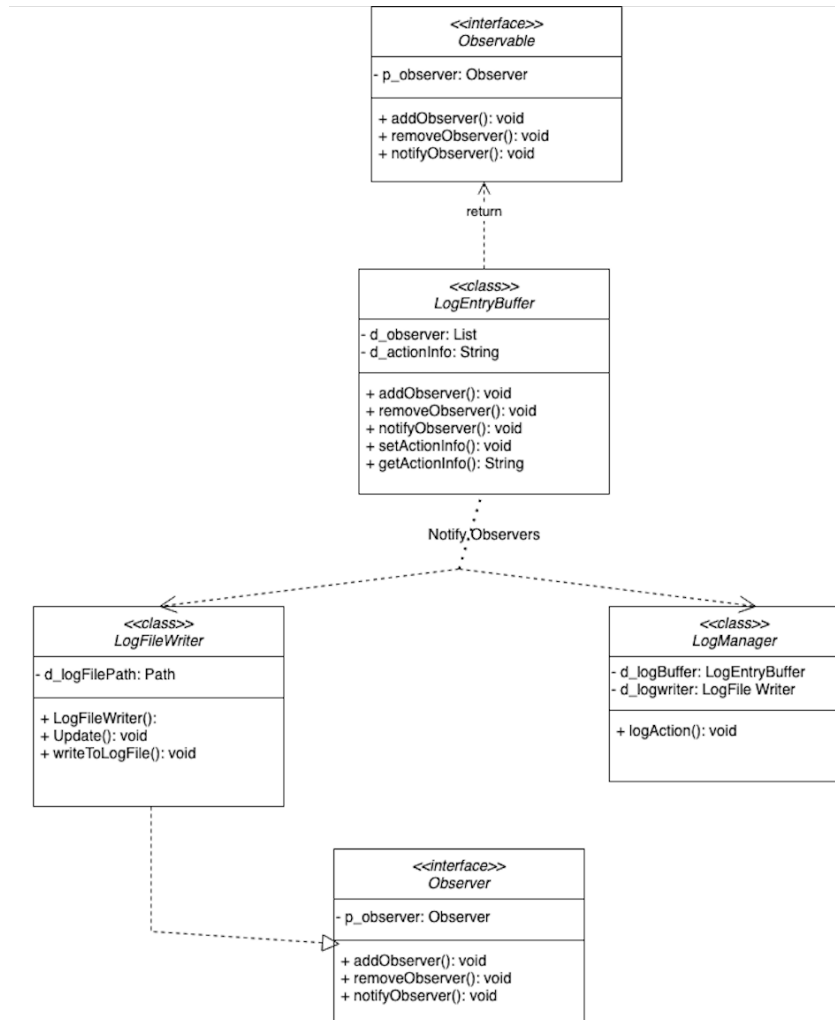 <<interface>>
Observable
- p_observer: Observer
+ addObserver(): void
+ removeObserver(): void
+ notifyObserver(): void
return
<<class>>
LogEntryBuffer
- d_observer: List
- d_actionInfo: String
+ addObserver(): void
+ removeObserver(): void
+ notifyObserver(): void
+ setActionInfo(): void
+ getActionInfo(): String
Notify Observers
<<class>>
LogFileWriter
- d_logFilePath: Path
+ LogFileWriter():
+ Update(): void
+ writeToLogFile(): void
<<class>>
LogManager
- d_logBuffer: LogEntryBuffer
- d_logwriter: LogFile Writer
+ logAction(): void
<<interface>>
Observer
- p_observer: Observer
+ addObserver(): void
+ removeObserver(): void
+ notifyObserver(): void